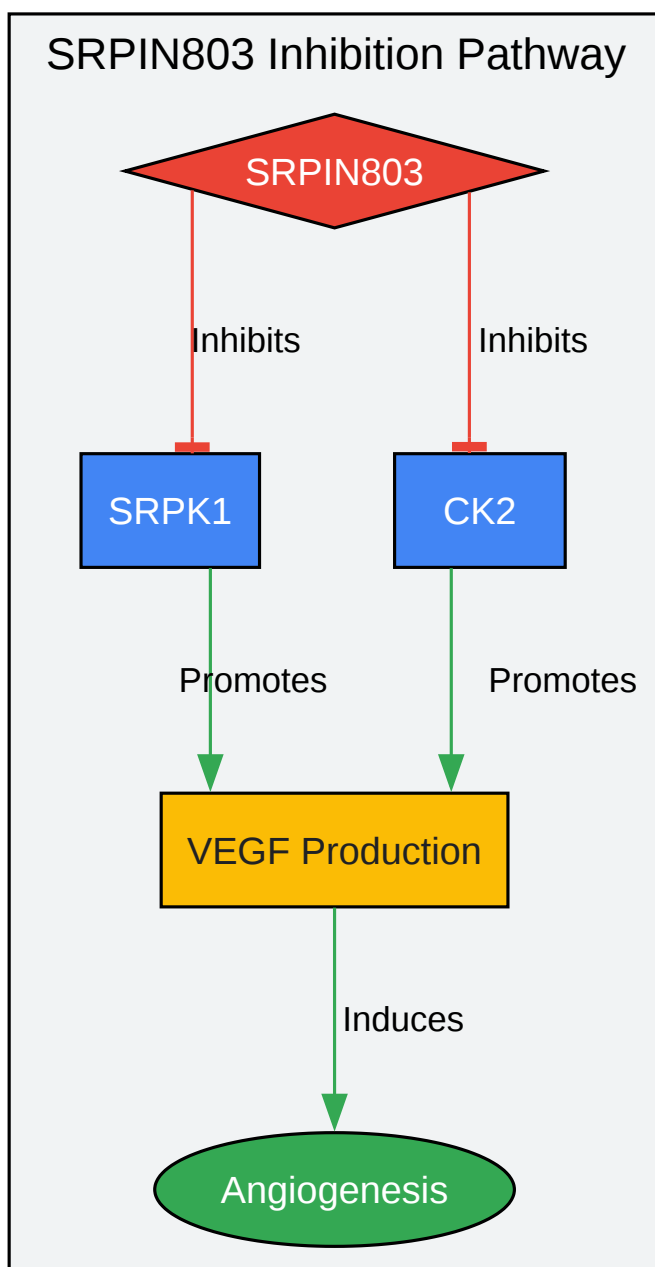 SRPIN803 Inhibition Pathway
SRPIN803
Inhibits
Inhibits
SRPK1
CK2
Promotes
Promotes
VEGF Production
Induces
Angiogenesis